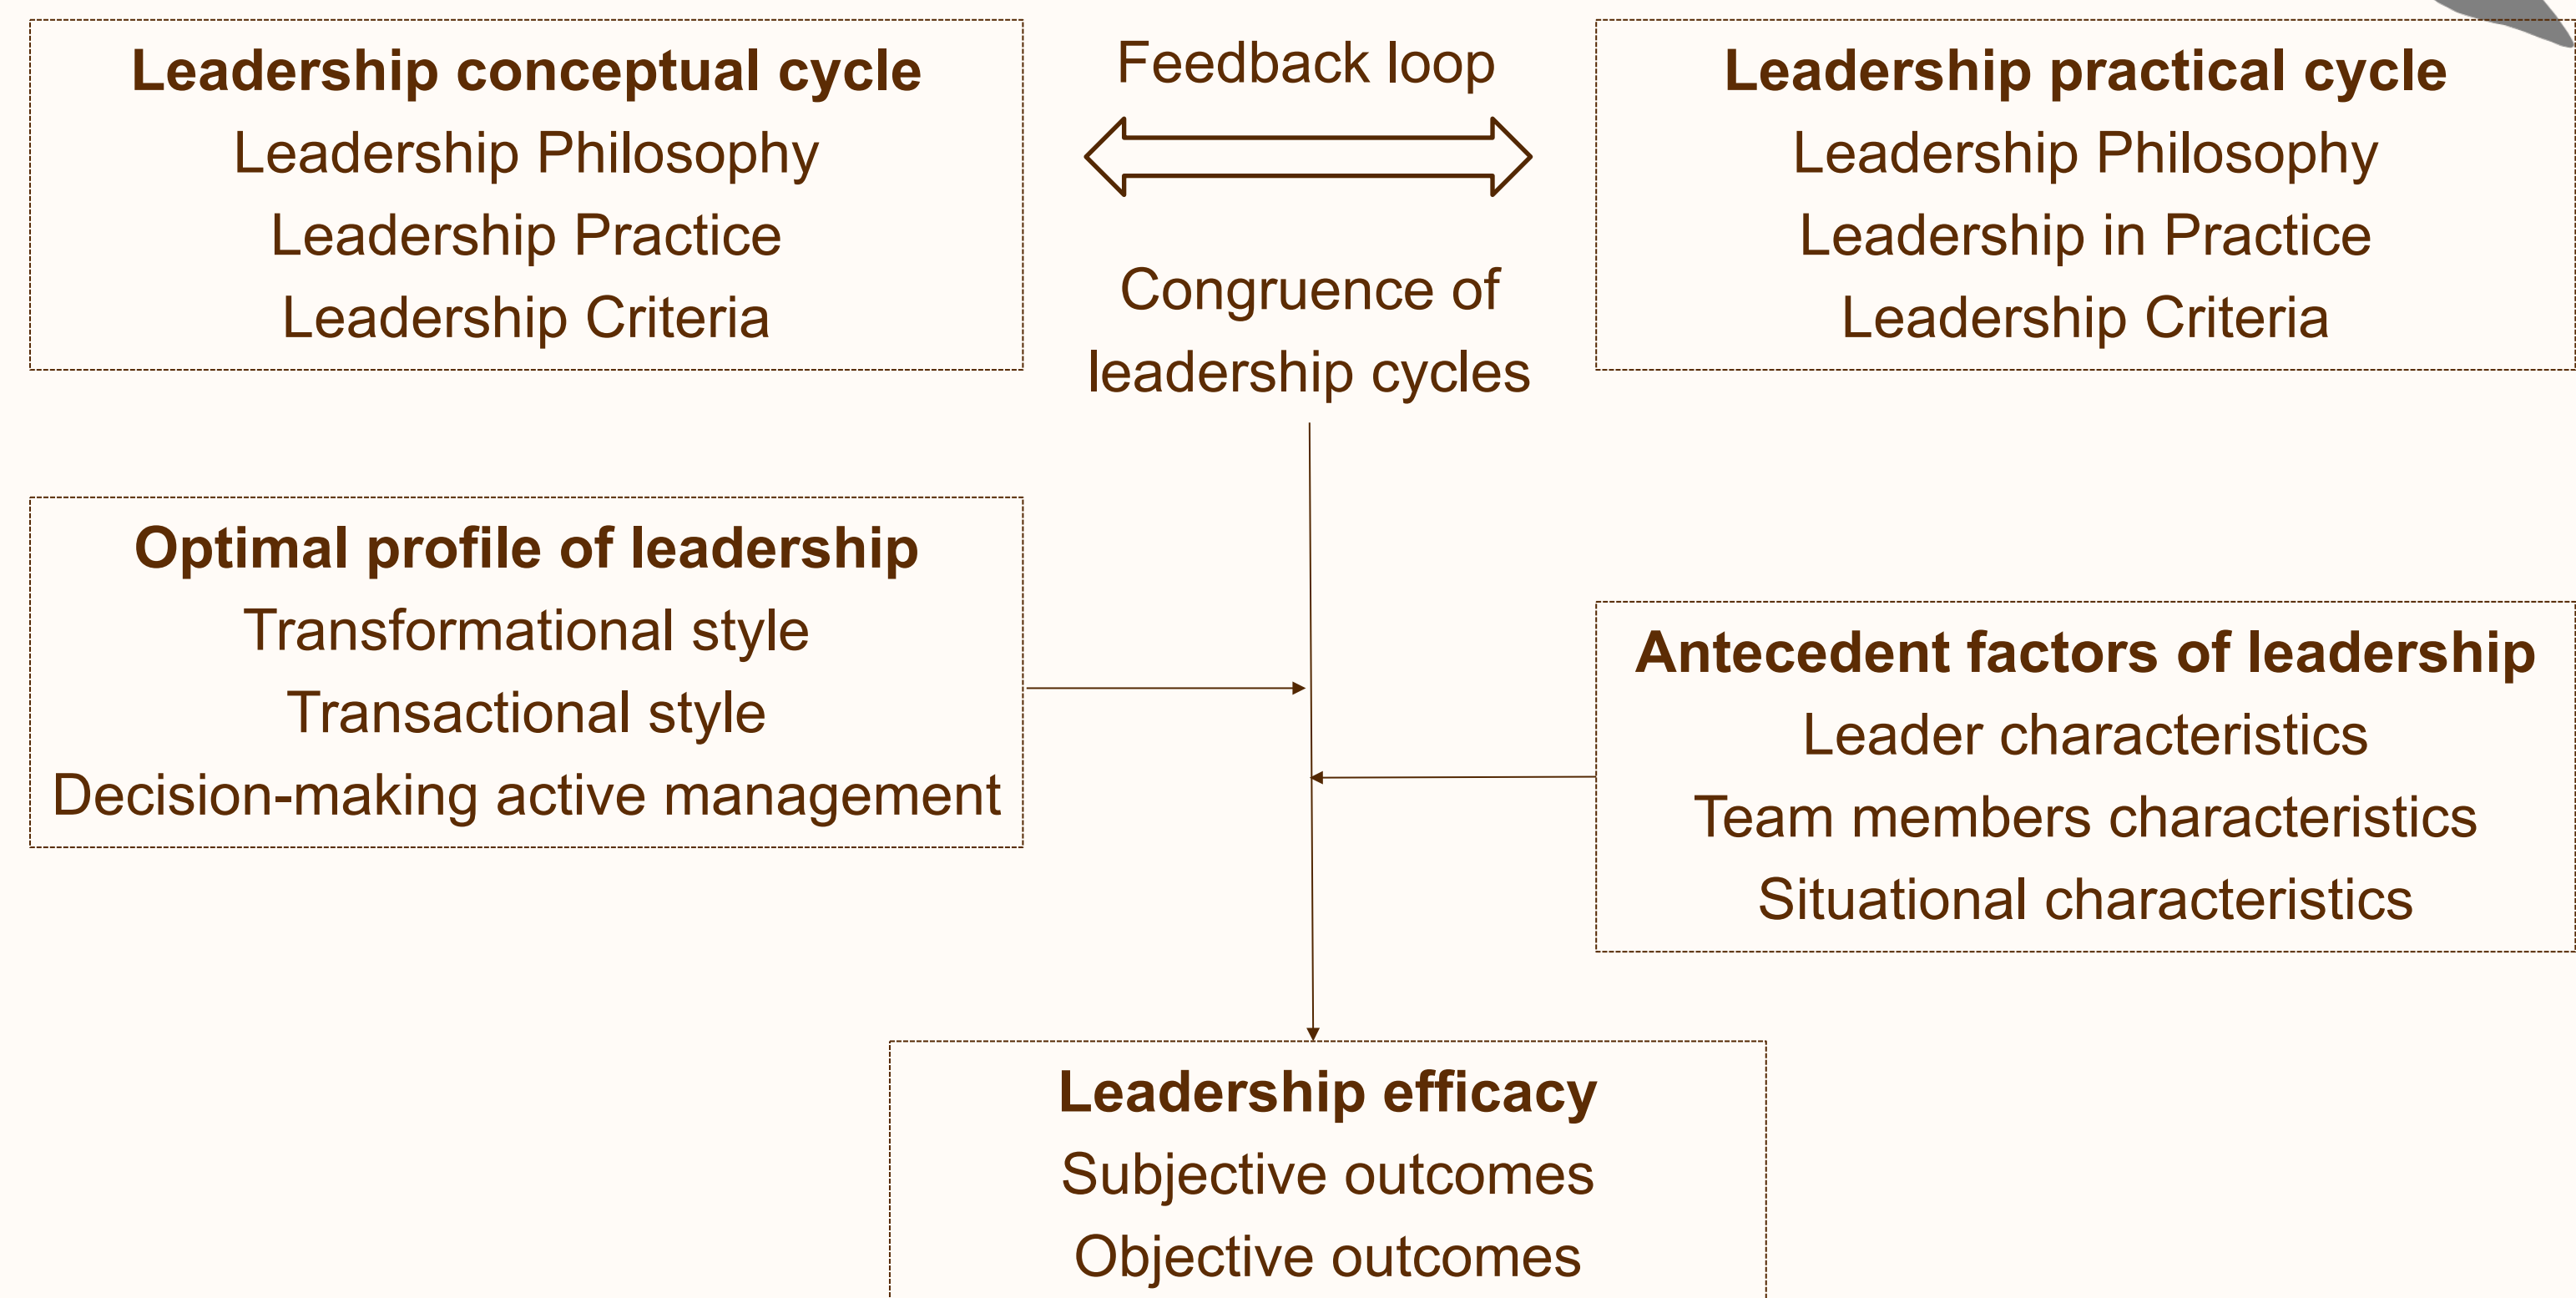 Leadership conceptual cycle
Leadership Philosophy
Leadership Practice
Leadership Criteria
Feedback loop
Congruence of
leadership cycles
Leadership practical cycle
Leadership Philosophy
Leadership in Practice
Leadership Criteria
Optimal profile of leadership
Transformational style
Transactional style
Decision-making active management
Antecedent factors of leadership
Leader characteristics
Team members characteristics
Situational characteristics
Leadership efficacy
Subjective outcomes
Objective outcomes